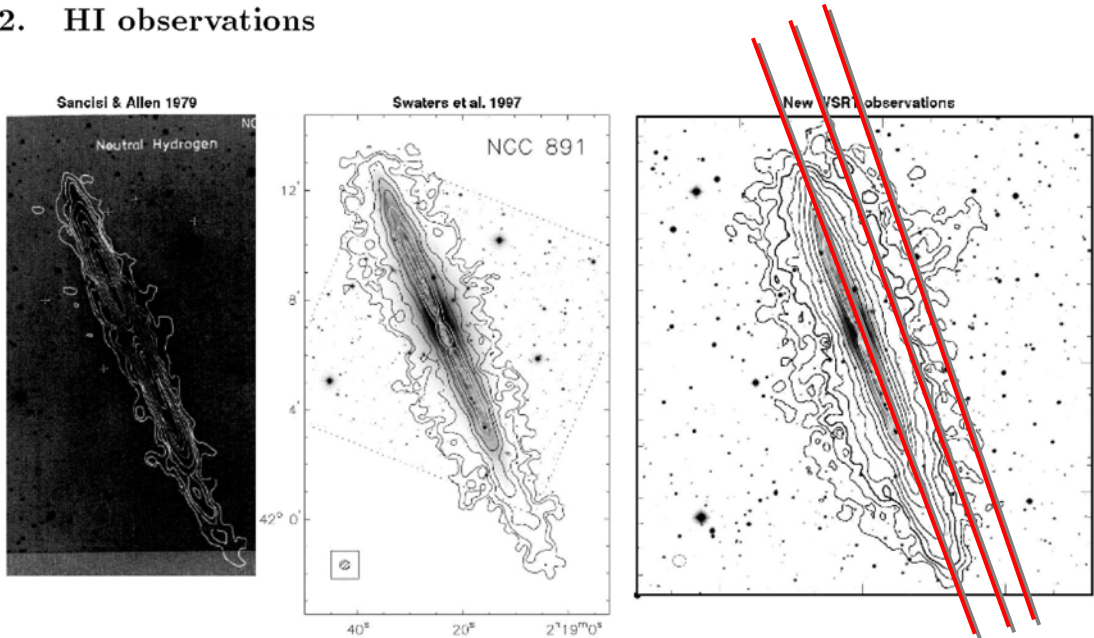 2. HI observations
Sancisi & Allen 1979
Neutral Hydrogen
NC
Swaters et al. 1997
NGC 891
12'
8'
4'
42° 0'
40ˢ
20ˢ
2ʰ19ᵐ0ˢ
New WSRT observations